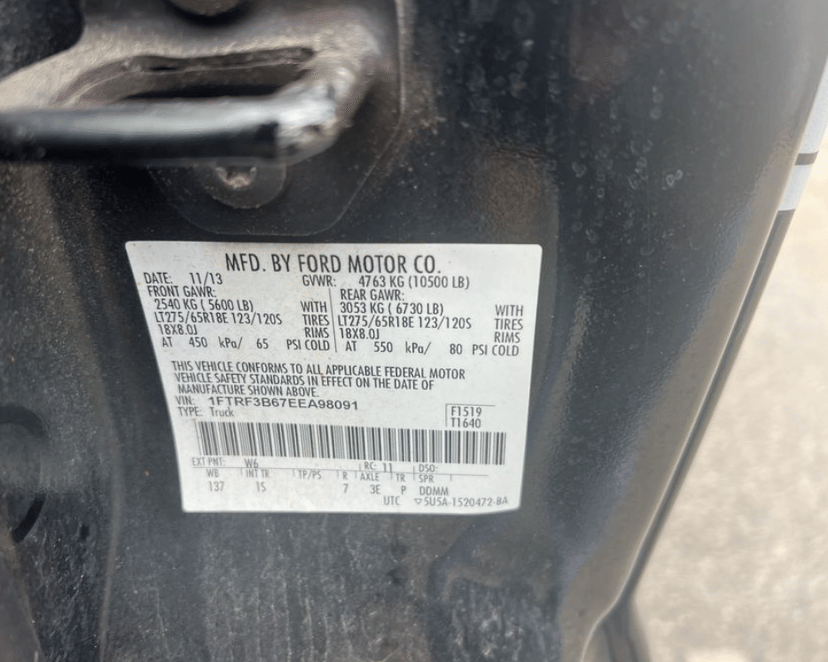 MFD. BY FORD MOTOR CO.
DATE: 11/13 GVWR: 4763 KG (10500 LB)
FRONT GAWR: REAR GAWR:
2540 KG ( 5600 LB) WITH 3053 KG ( 6730 LB) WITH
LT275/65R18E 123/120S TIRES LT275/65R18E 123/120S TIRES
18X8.0J RIMS 18X8.0J RIMS
AT 450 kPa/ 65 PSI COLD AT 550 kPa/ 80 PSI COLD
THIS VEHICLE CONFORMS TO ALL APPLICABLE FEDERAL MOTOR
VEHICLE SAFETY STANDARDS IN EFFECT ON THE DATE OF
MANUFACTURE SHOWN ABOVE.
VIN: 1FTRF3B67EEA98091
TYPE: Truck
F1519
T1640
EXT PNT: W6 RC: 11 DSO:
WB INT TR TP/PS R AXLE TR SPR
137 1S 7 3E P DDMM
UTC ▽5U5A-1520472-BA